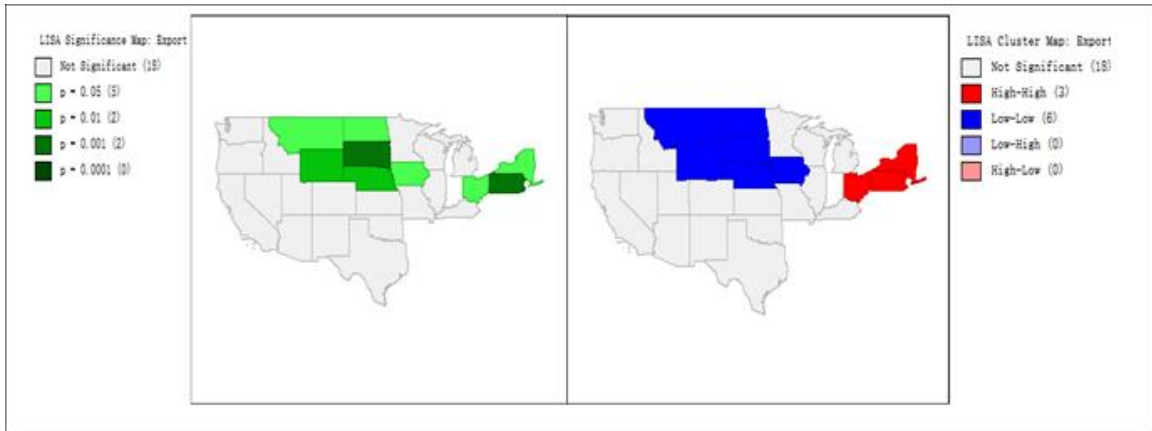 LISA Significance Map: Export
Not Significant (18)
p = 0.05 (5)
p = 0.01 (2)
p = 0.001 (2)
p = 0.0001 (0)
LISA Cluster Map: Export
Not Significant (18)
High-High (3)
Low-Low (6)
Low-High (0)
High-Low (0)